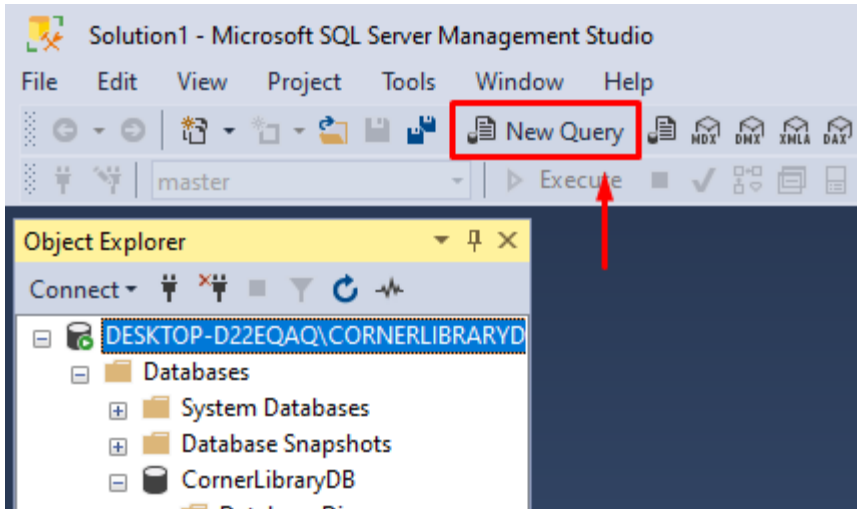 Solution1 - Microsoft SQL Server Management Studio
File Edit View Project Tools Window Help
New Query MDX DMX XMLA DAX
master Execute
Object Explorer
Connect
DESKTOP-D22EQAQ\CORNERLIBRARYD
Databases
System Databases
Database Snapshots
CornerLibraryDB